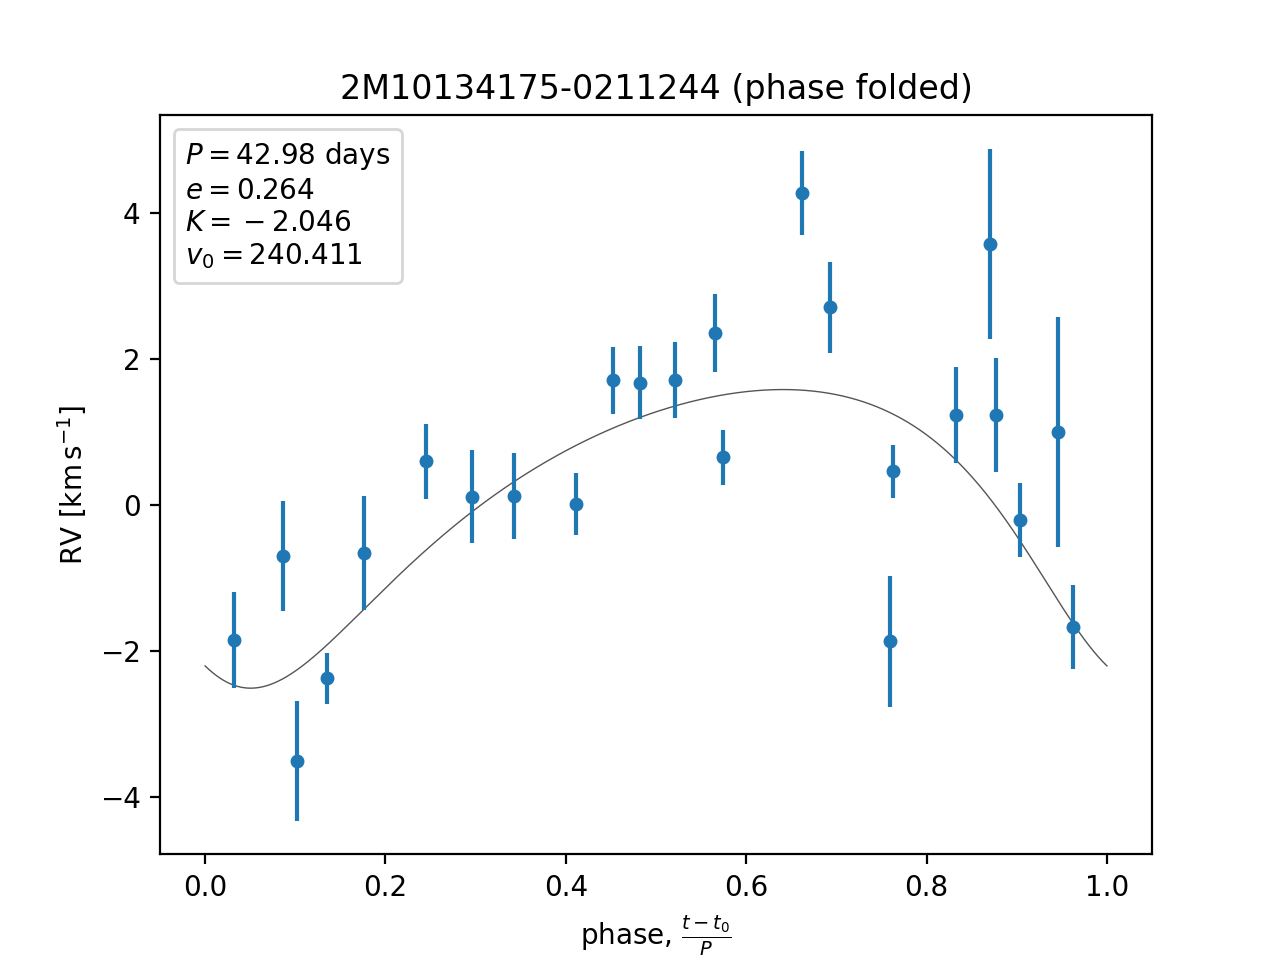 2M10134175-0211244 (phase folded)
P = 42.98 days
e = 0.264
K = −2.046
v₀ = 240.411
RV [km s⁻¹]
4
2
0
−2
−4
0.0
0.2
0.4
0.6
0.8
1.0
phase, (t − t₀)/P